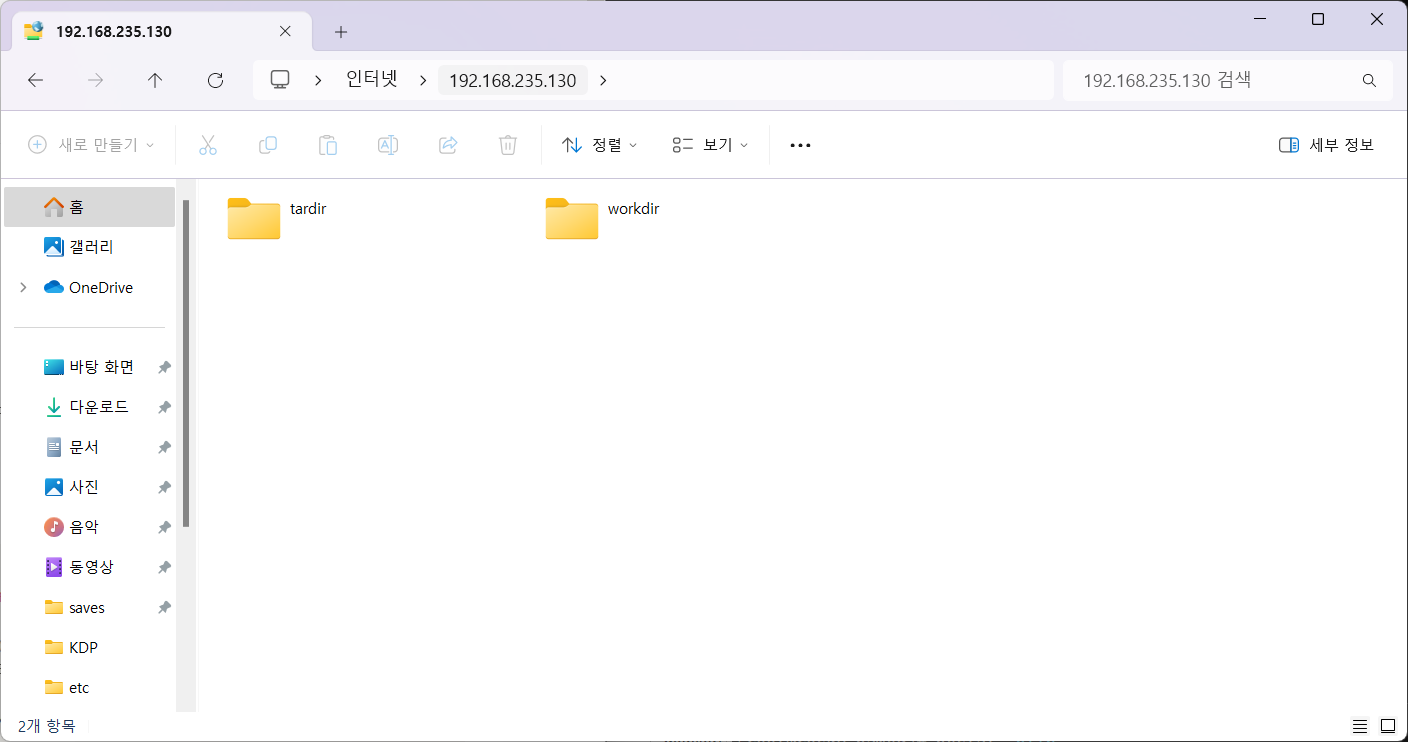 192.168.235.130
인터넷 192.168.235.130 192.168.235.130 검색
새로 만들기 정렬 보기 세부 정보
홈
갤러리
OneDrive
바탕 화면
다운로드
문서
사진
음악
동영상
saves
KDP
etc
tardir workdir
2개 항목